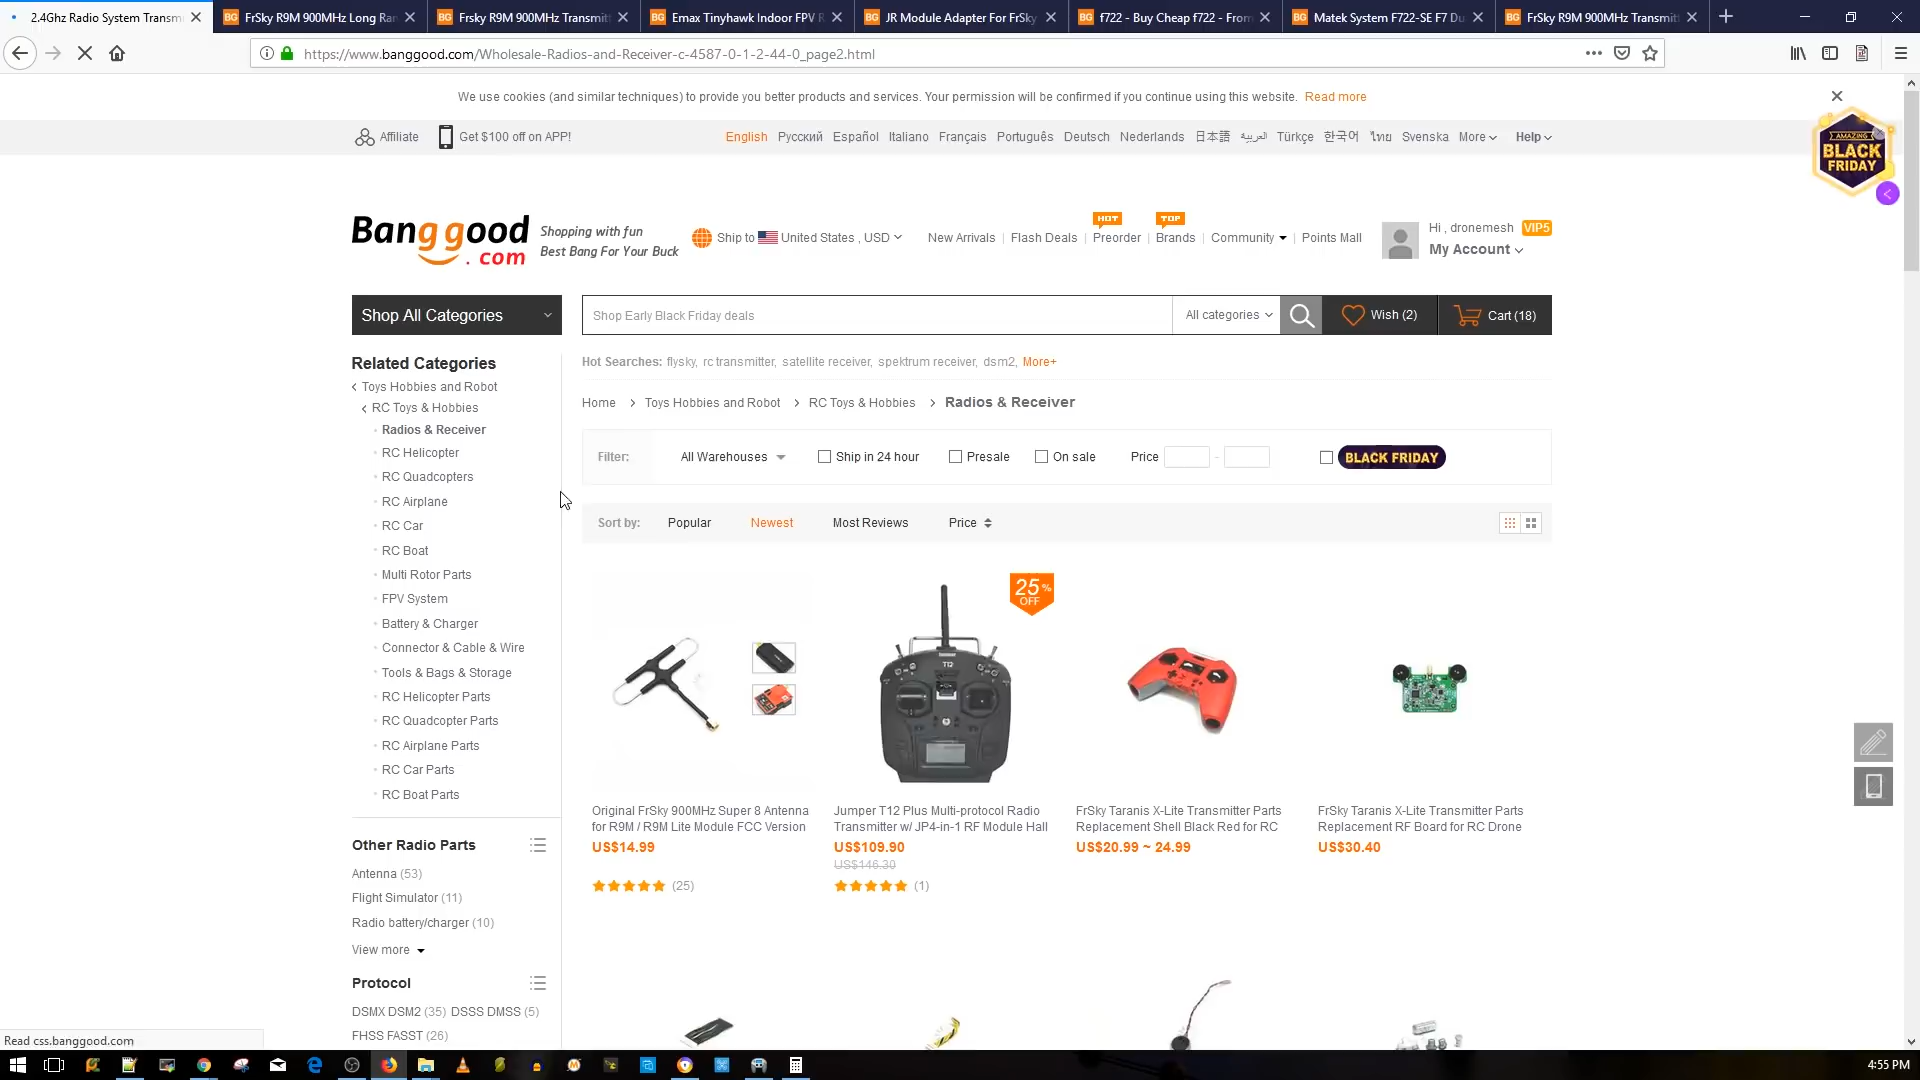 2.4Ghz Radio System Transmi
FrSky R9M 900MHz Long Ran
Frsky R9M 900MHz Transmitt
Emax Tinyhawk Indoor FPV R
JR Module Adapter For FrSky
f722 - Buy Cheap f722 - From
Matek System F722-SE F7 Du
FrSky R9M 900MHz Transmitt
https://www.banggood.com/Wholesale-Radios-and-Receiver-c-4587-0-1-2-44-0_page2.html
We use cookies (and similar techniques) to provide you better products and services. Your permission will be confirmed if you continue using this website. Read more
Affiliate Get $100 off on APP! English Русский Español Italiano Français Português Deutsch Nederlands 日本語 العربية Türkçe 한국어 ไทย Svenska More Help
AMAZING
BLACK
FRIDAY
Banggood
.com
Shopping with fun
Best Bang For Your Buck
Ship to United States , USD
New Arrivals Flash Deals HOT Preorder TOP Brands Community Points Mall
Hi , dronemesh VIP5
My Account
Shop All Categories Shop Early Black Friday deals All categories Wish (2) Cart (18)
Hot Searches: flysky, rc transmitter, satellite receiver, spektrum receiver, dsm2, More+
Home > Toys Hobbies and Robot > RC Toys & Hobbies > Radios & Receiver
Related Categories
< Toys Hobbies and Robot
< RC Toys & Hobbies
Radios & Receiver
RC Helicopter
RC Quadcopters
RC Airplane
RC Car
RC Boat
Multi Rotor Parts
FPV System
Battery & Charger
Connector & Cable & Wire
Tools & Bags & Storage
RC Helicopter Parts
RC Quadcopter Parts
RC Airplane Parts
RC Car Parts
RC Boat Parts
Other Radio Parts
Antenna (53)
Flight Simulator (11)
Radio battery/charger (10)
View more
Protocol
DSMX DSM2 (35) DSSS DMSS (5)
FHSS FASST (26)
Filter: All Warehouses Ship in 24 hour Presale On sale Price - BLACK FRIDAY
Sort by: Popular Newest Most Reviews Price
25%
OFF
T12
Original FrSky 900MHz Super 8 Antenna
for R9M / R9M Lite Module FCC Version
US$14.99
(25)
Jumper T12 Plus Multi-protocol Radio
Transmitter w/ JP4-in-1 RF Module Hall
US$109.90
US$146.30
(1)
FrSky Taranis X-Lite Transmitter Parts
Replacement Shell Black Red for RC
US$20.99 ~ 24.99
FrSky Taranis X-Lite Transmitter Parts
Replacement RF Board for RC Drone
US$30.40
Read css.banggood.com
4:55 PM